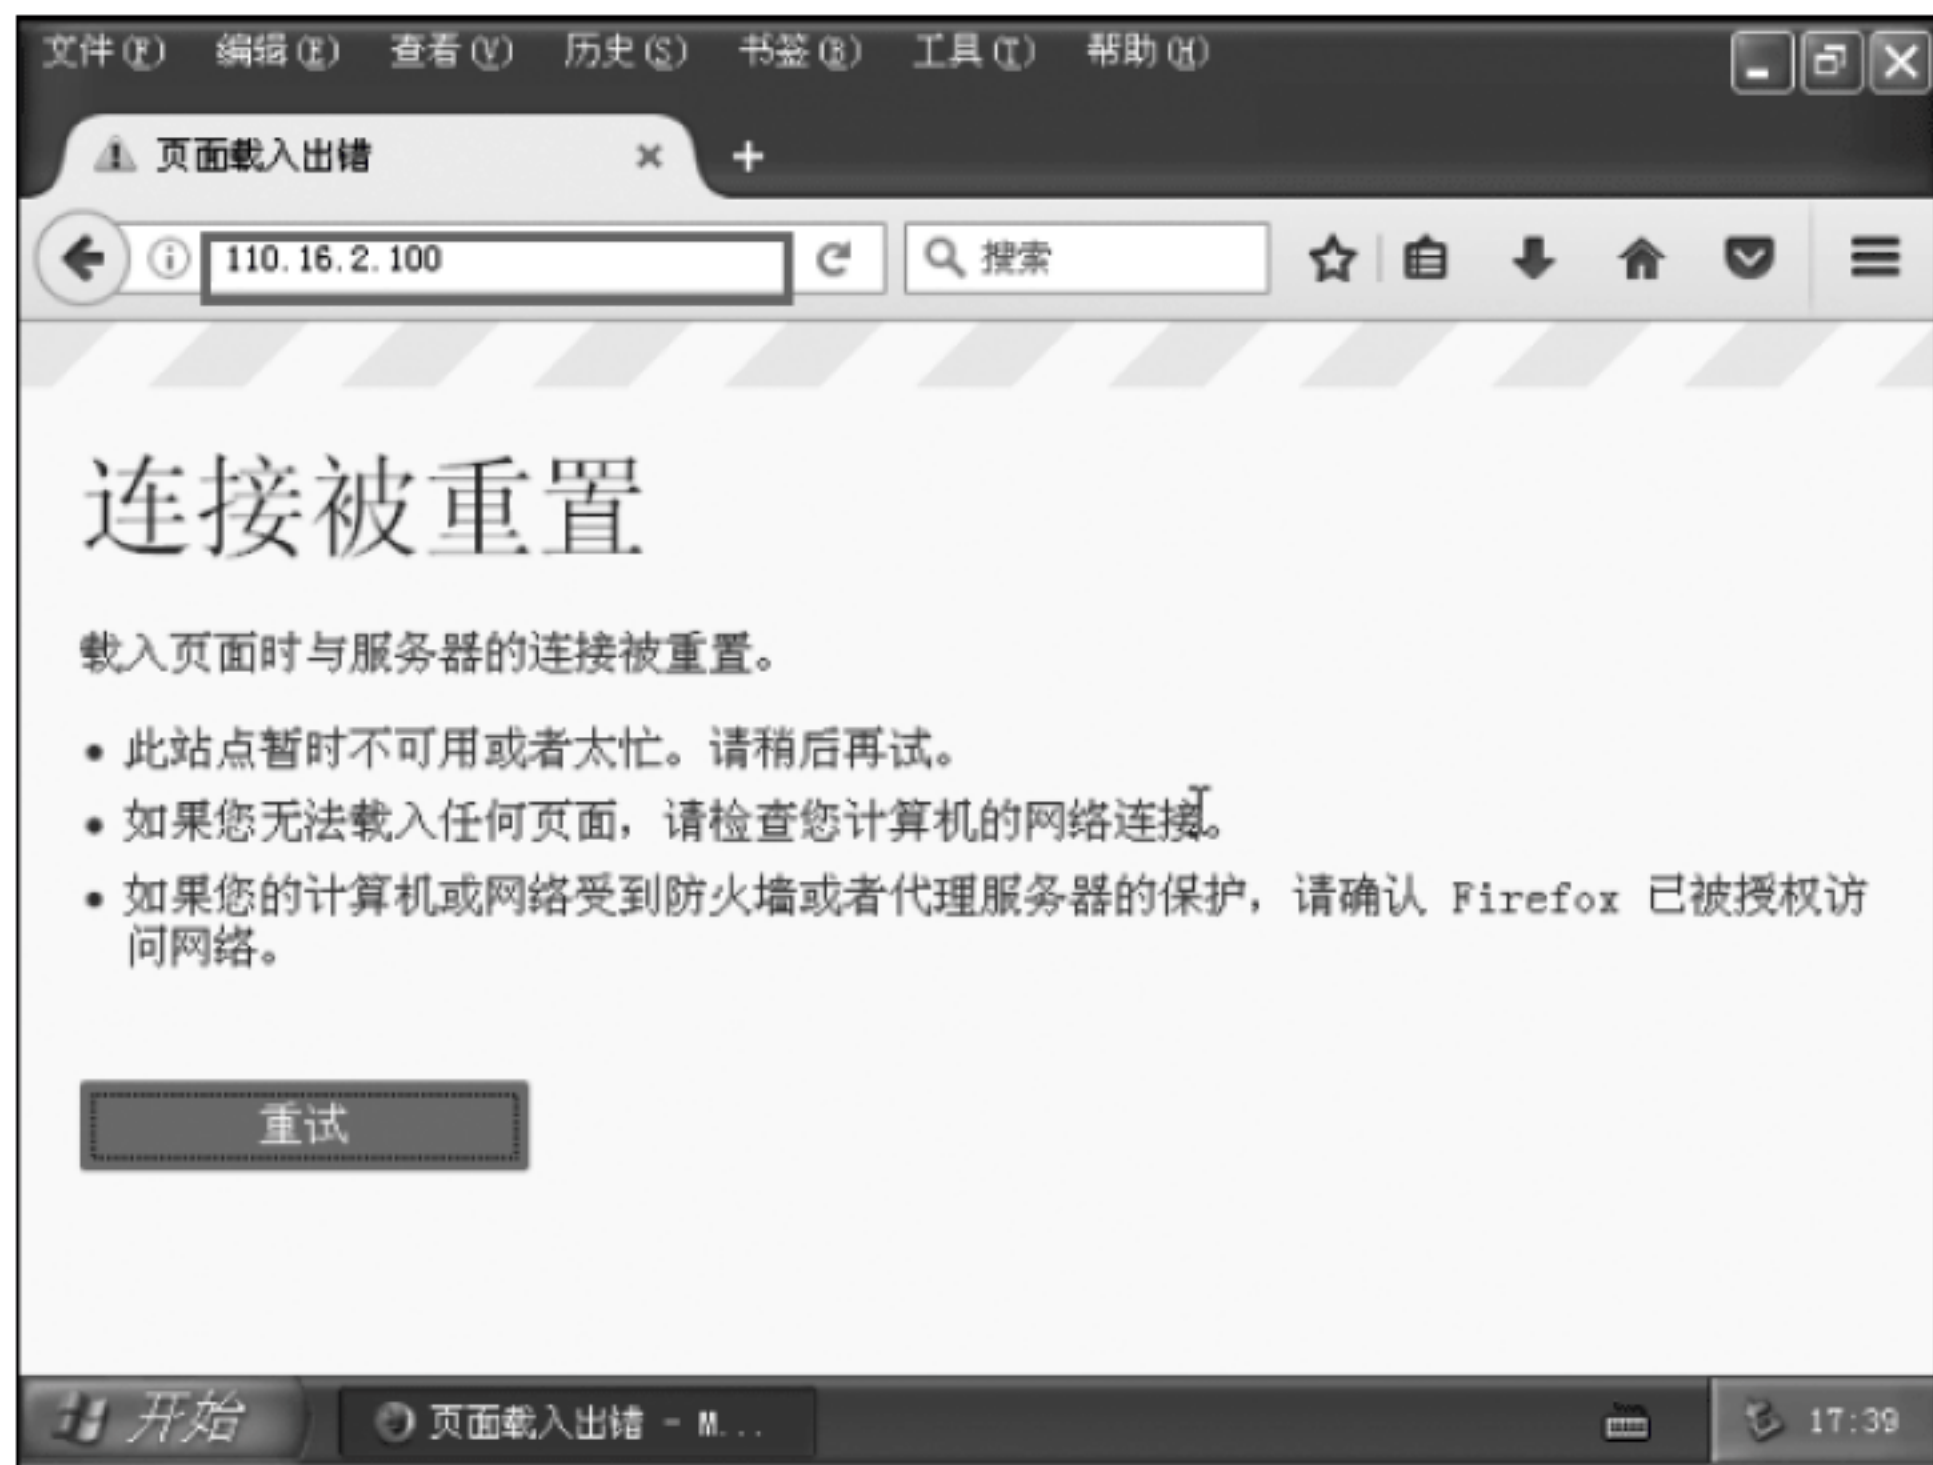 文件(F) 编辑(E) 查看(V) 历史(S) 书签(B) 工具(T) 帮助(H)
页面载入出错
110.16.2.100 搜索
连接被重置
载入页面时与服务器的连接被重置。
• 此站点暂时不可用或者太忙。请稍后再试。
• 如果您无法载入任何页面，请检查您计算机的网络连接。
• 如果您的计算机或网络受到防火墙或者代理服务器的保护，请确认 Firefox 已被授权访
问网络。
重试
开始 页面载入出错 - M... 17:39